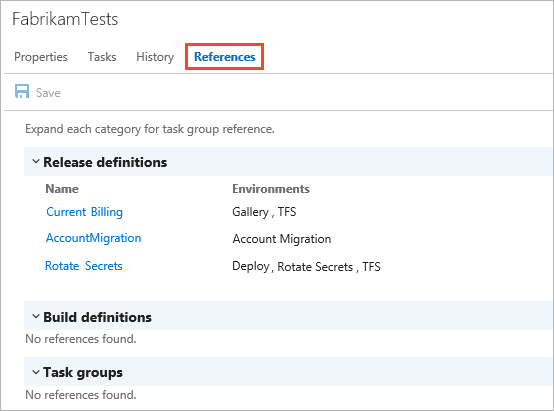 FabrikamTests
Properties Tasks History References
Save
Expand each category for task group reference.
Release definitions
Name Environments
Current Billing Gallery , TFS
AccountMigration Account Migration
Rotate Secrets Deploy , Rotate Secrets , TFS
Build definitions
No references found.
Task groups
No references found.